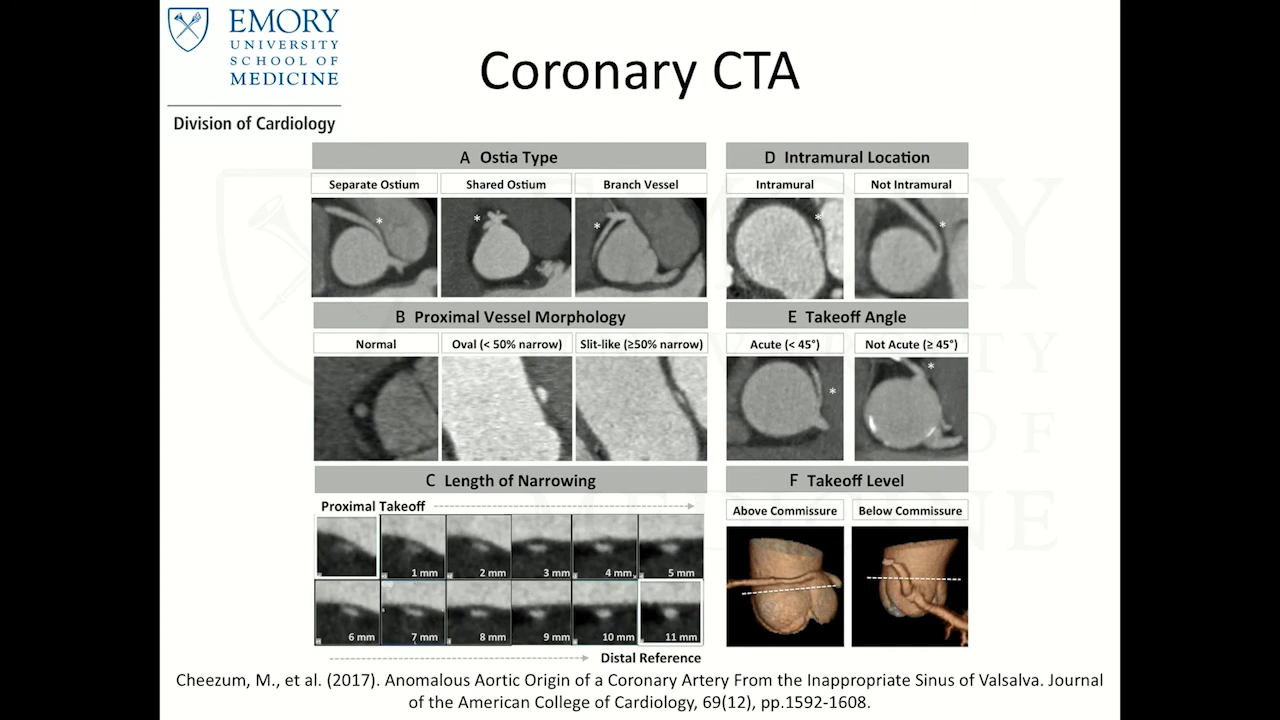 EMORY
UNIVERSITY
SCHOOL OF
MEDICINE
Division of Cardiology
Coronary CTA
A Ostia Type
Separate Ostium
Shared Ostium
Branch Vessel
*
*
*
B Proximal Vessel Morphology
Normal
Oval (< 50% narrow)
Slit-like (≥50% narrow)
C Length of Narrowing
Proximal Takeoff
1 mm
2 mm
3 mm
4 mm
5 mm
6 mm
7 mm
8 mm
9 mm
10 mm
11 mm
Distal Reference
D Intramural Location
Intramural
Not Intramural
*
*
E Takeoff Angle
Acute (< 45°)
Not Acute (≥ 45°)
*
*
F Takeoff Level
Above Commissure
Below Commissure
Cheezum, M., et al. (2017). Anomalous Aortic Origin of a Coronary Artery From the Inappropriate Sinus of Valsalva. Journal
of the American College of Cardiology, 69(12), pp.1592-1608.